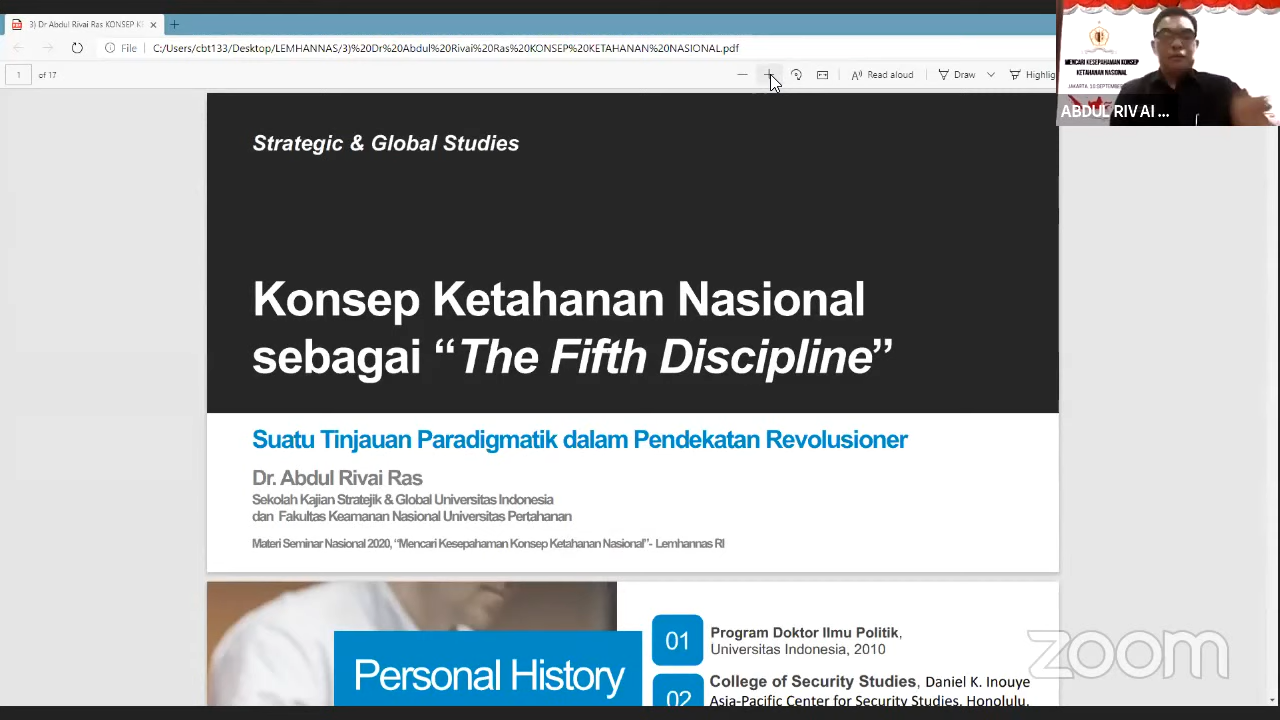 3) Dr Abdul Rivai Ras KONSEP KE
File
C:/Users/cbt133/Desktop/LEMHANNAS/3)%20Dr%20Abdul%20Rivai%20Ras%20KONSEP%20KETAHANAN%20NASIONAL.pdf
1 of 17
Read aloud
Draw
Highlig
MENCARI KESEPAHAMAN KONSEP
KETAHANAN NASIONAL
JAKARTA, 10 SEPTEMBER
ABDUL RIVAI ...
Strategic & Global Studies
Konsep Ketahanan Nasional
sebagai “The Fifth Discipline”
Suatu Tinjauan Paradigmatik dalam Pendekatan Revolusioner
Dr. Abdul Rivai Ras
Sekolah Kajian Stratejik & Global Universitas Indonesia
dan Fakultas Keamanan Nasional Universitas Pertahanan
Materi Seminar Nasional 2020, “Mencari Kesepahaman Konsep Ketahanan Nasional”- Lemhannas RI
Personal History
01
Program Doktor Ilmu Politik,
Universitas Indonesia, 2010
02
College of Security Studies, Daniel K. Inouye
Asia-Pacific Center for Security Studies, Honolulu,
zoom